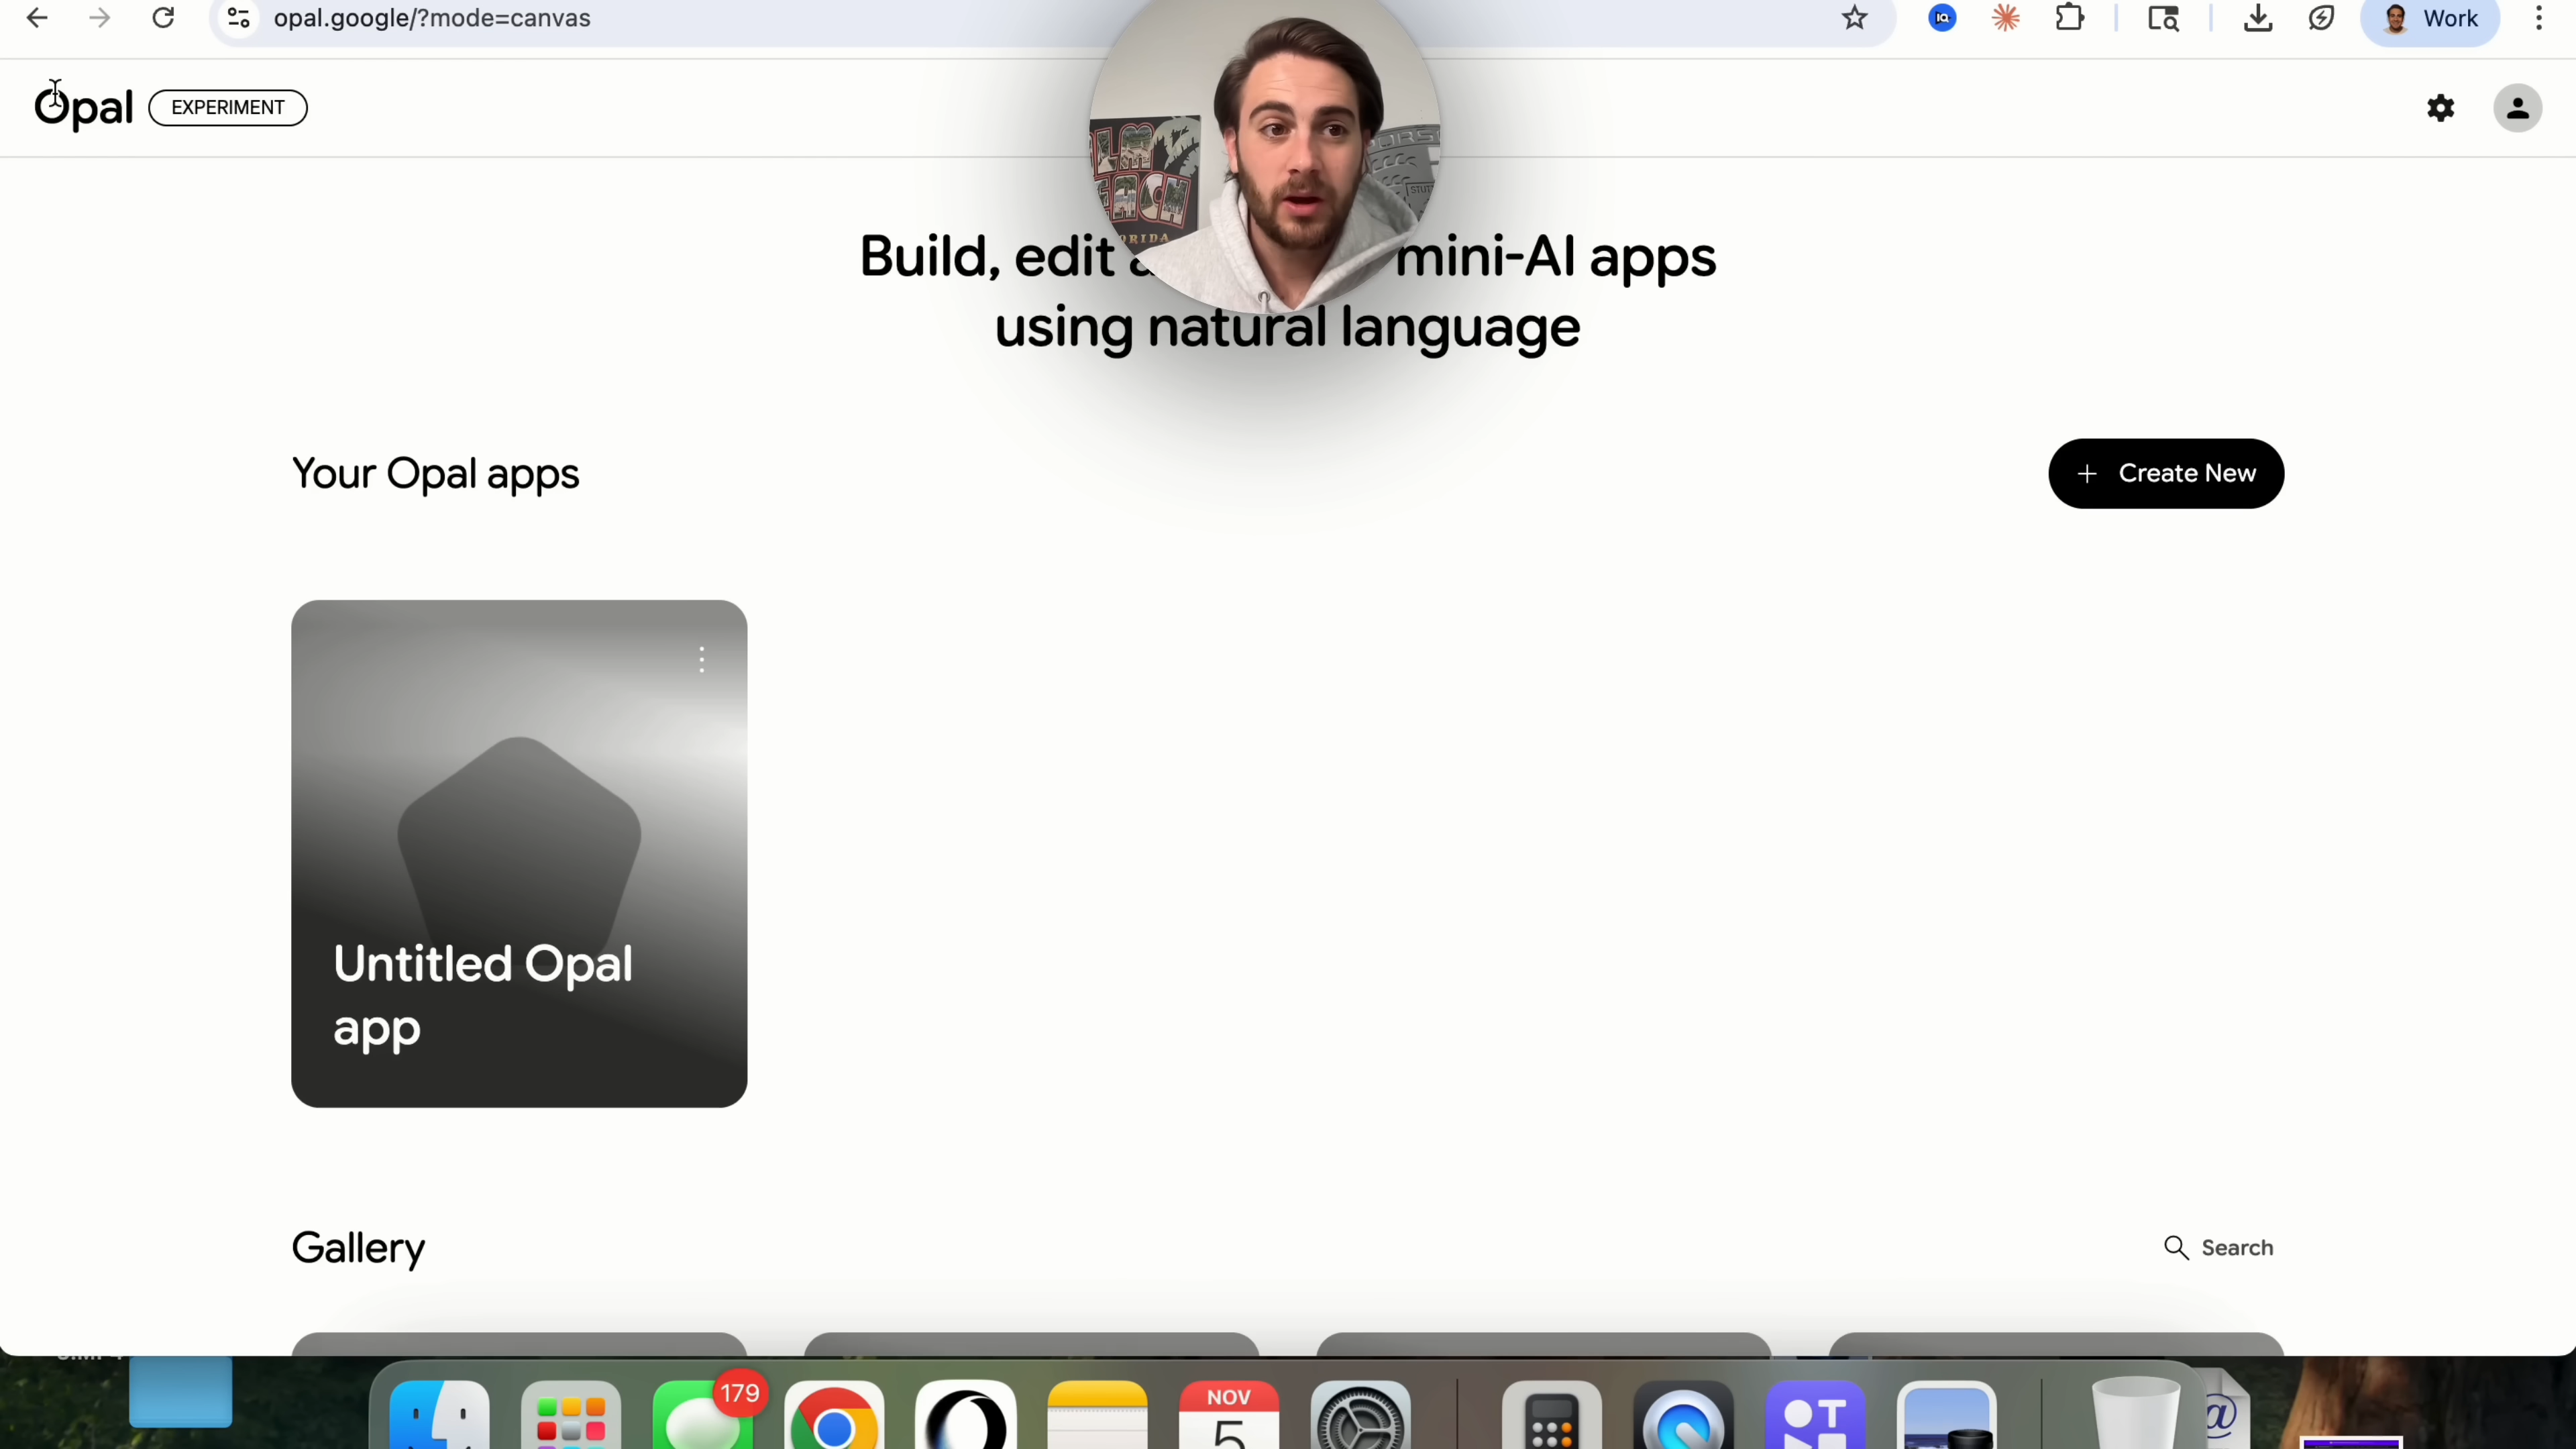 opal.google/?mode=canvas
Work
Opal
EXPERIMENT
Build, edit mini-AI apps
using natural language
Your Opal apps
Create New
Untitled Opal
app
Gallery
Search
179
NOV
5